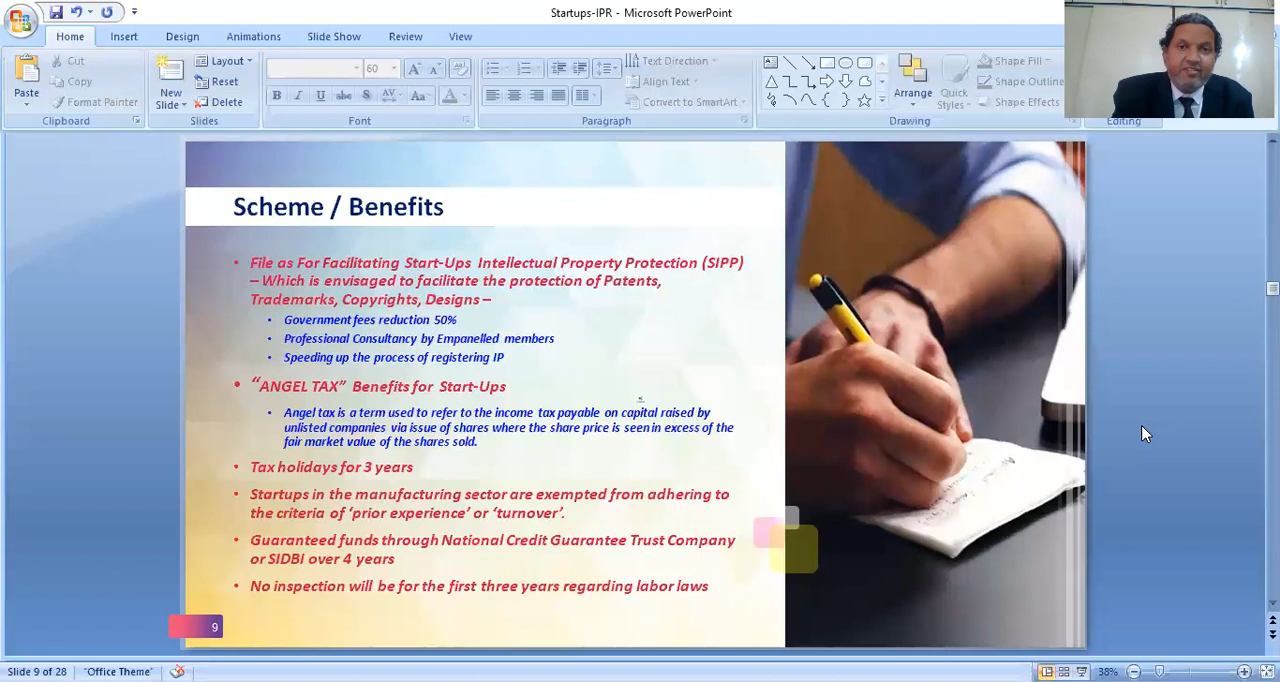 Startups-IPR - Microsoft PowerPoint
Home Insert Design Animations Slide Show Review View
Paste
Cut
Copy
Format Painter
Clipboard
New
Slide
Layout
Reset
Delete
Slides
60
Font
Text Direction
Align Text
Convert to SmartArt
Paragraph
Arrange
Quick
Styles
Shape Fill
Shape Outline
Shape Effects
Drawing
Editing
Scheme / Benefits
• File as For Facilitating Start-Ups Intellectual Property Protection (SIPP)
– Which is envisaged to facilitate the protection of Patents,
Trademarks, Copyrights, Designs –
• Government fees reduction 50%
• Professional Consultancy by Empanelled members
• Speeding up the process of registering IP
• “ANGEL TAX” Benefits for Start-Ups
• Angel tax is a term used to refer to the income tax payable on capital raised by
unlisted companies via issue of shares where the share price is seen in excess of the
fair market value of the shares sold.
• Tax holidays for 3 years
• Startups in the manufacturing sector are exempted from adhering to
the criteria of ‘prior experience’ or ‘turnover’.
• Guaranteed funds through National Credit Guarantee Trust Company
or SIDBI over 4 years
• No inspection will be for the first three years regarding labor laws
9
Slide 9 of 28 "Office Theme" 38%